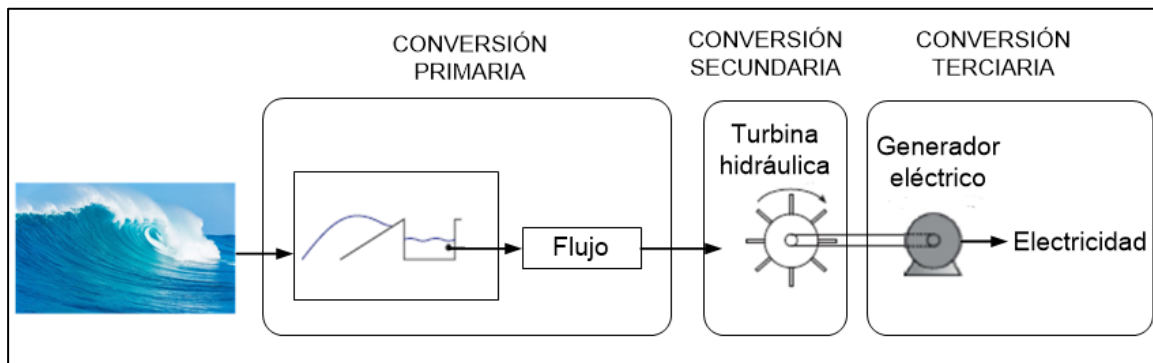 CONVERSIÓN
PRIMARIA
CONVERSIÓN
SECUNDARIA
CONVERSIÓN
TERCIARIA
Flujo
Turbina
hidráulica
Generador
eléctrico
Electricidad